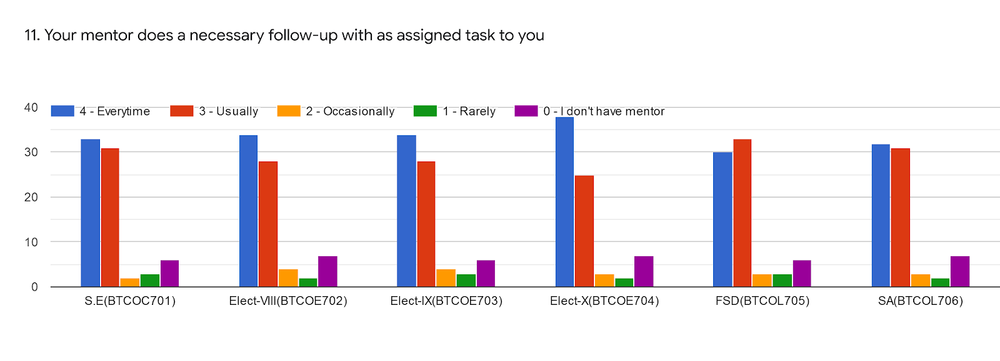 11. Your mentor does a necessary follow-up with as assigned task to you
40
4 - Everytime
3 - Usually
2 - Occasionally
1 - Rarely
0 - I don't have mentor
30
20
10
0
S.E(BTCOC701)
Elect-VIII(BTCOE702)
Elect-IX(BTCOE703)
Elect-X(BTCOE704)
FSD(BTCOL705)
SA(BTCOL706)